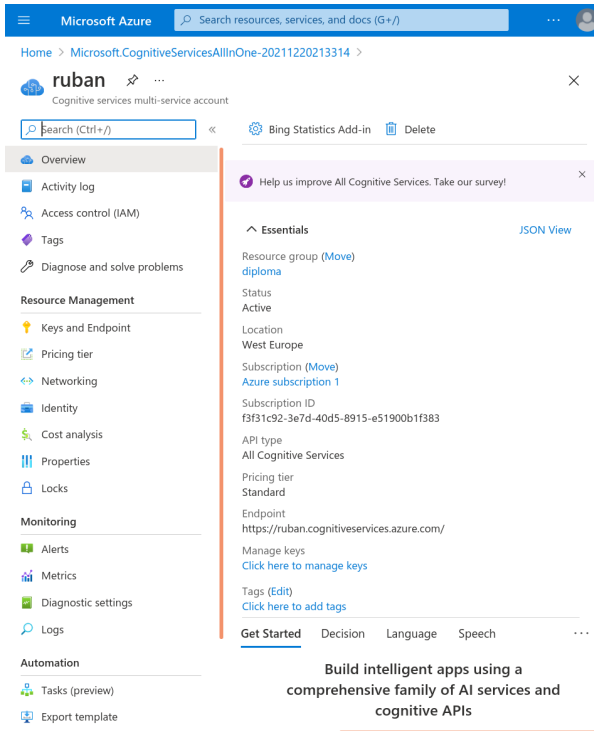 Microsoft Azure
Search resources, services, and docs (G+/)
Home > Microsoft.CognitiveServicesAllInOne-20211220213314 >
ruban
Cognitive services multi-service account
Search (Ctrl+/)
Overview
Activity log
Access control (IAM)
Tags
Diagnose and solve problems
Resource Management
Keys and Endpoint
Pricing tier
Networking
Identity
Cost analysis
Properties
Locks
Monitoring
Alerts
Metrics
Diagnostic settings
Logs
Automation
Tasks (preview)
Export template
Bing Statistics Add-in
Delete
Help us improve All Cognitive Services. Take our survey!
Essentials
JSON View
Resource group (Move)
diploma
Status
Active
Location
West Europe
Subscription (Move)
Azure subscription 1
Subscription ID
f3f31c92-3e7d-40d5-8915-e51900b1f383
API type
All Cognitive Services
Pricing tier
Standard
Endpoint
https://ruban.cognitiveservices.azure.com/
Manage keys
Click here to manage keys
Tags (Edit)
Click here to add tags
Get Started
Decision
Language
Speech
Build intelligent apps using a
comprehensive family of AI services and
cognitive APIs